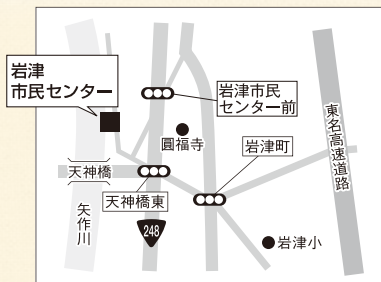 岩津
市民センター
岩津市民
センター前
圓福寺
岩津町
東名高速道路
天神橋
天神橋東
矢作川
248
岩津小